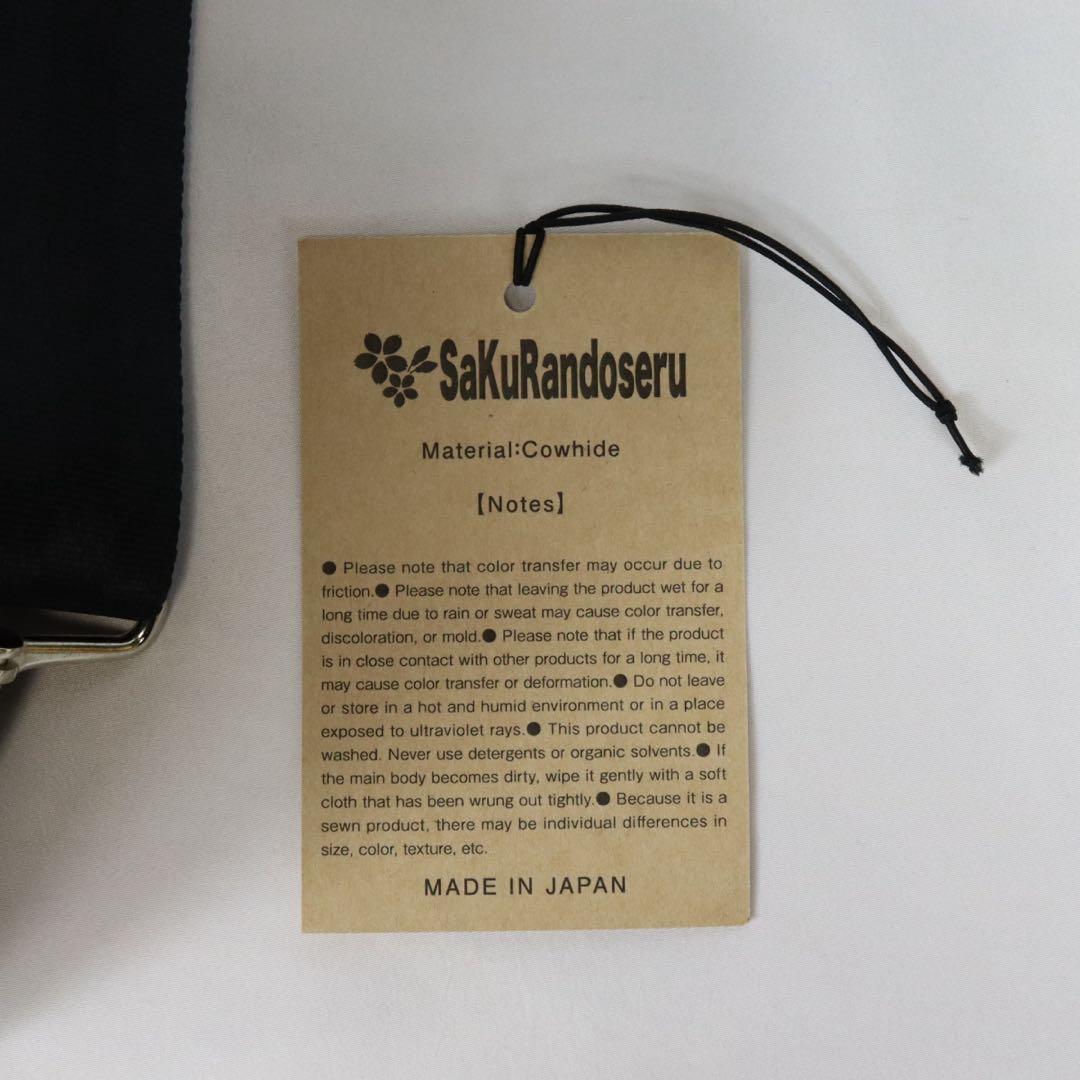 SaKuRandoseru
Material:Cowhide
【Notes】
● Please note that color transfer may occur due to
friction.● Please note that leaving the product wet for a
long time due to rain or sweat may cause color transfer,
discoloration, or mold.● Please note that if the product
is in close contact with other products for a long time, it
may cause color transfer or deformation.● Do not leave
or store in a hot and humid environment or in a place
exposed to ultraviolet rays.● This product cannot be
washed. Never use detergents or organic solvents.● If
the main body becomes dirty, wipe it gently with a soft
cloth that has been wrung out tightly.● Because it is a
sewn product, there may be individual differences in
size, color, texture, etc.
MADE IN JAPAN